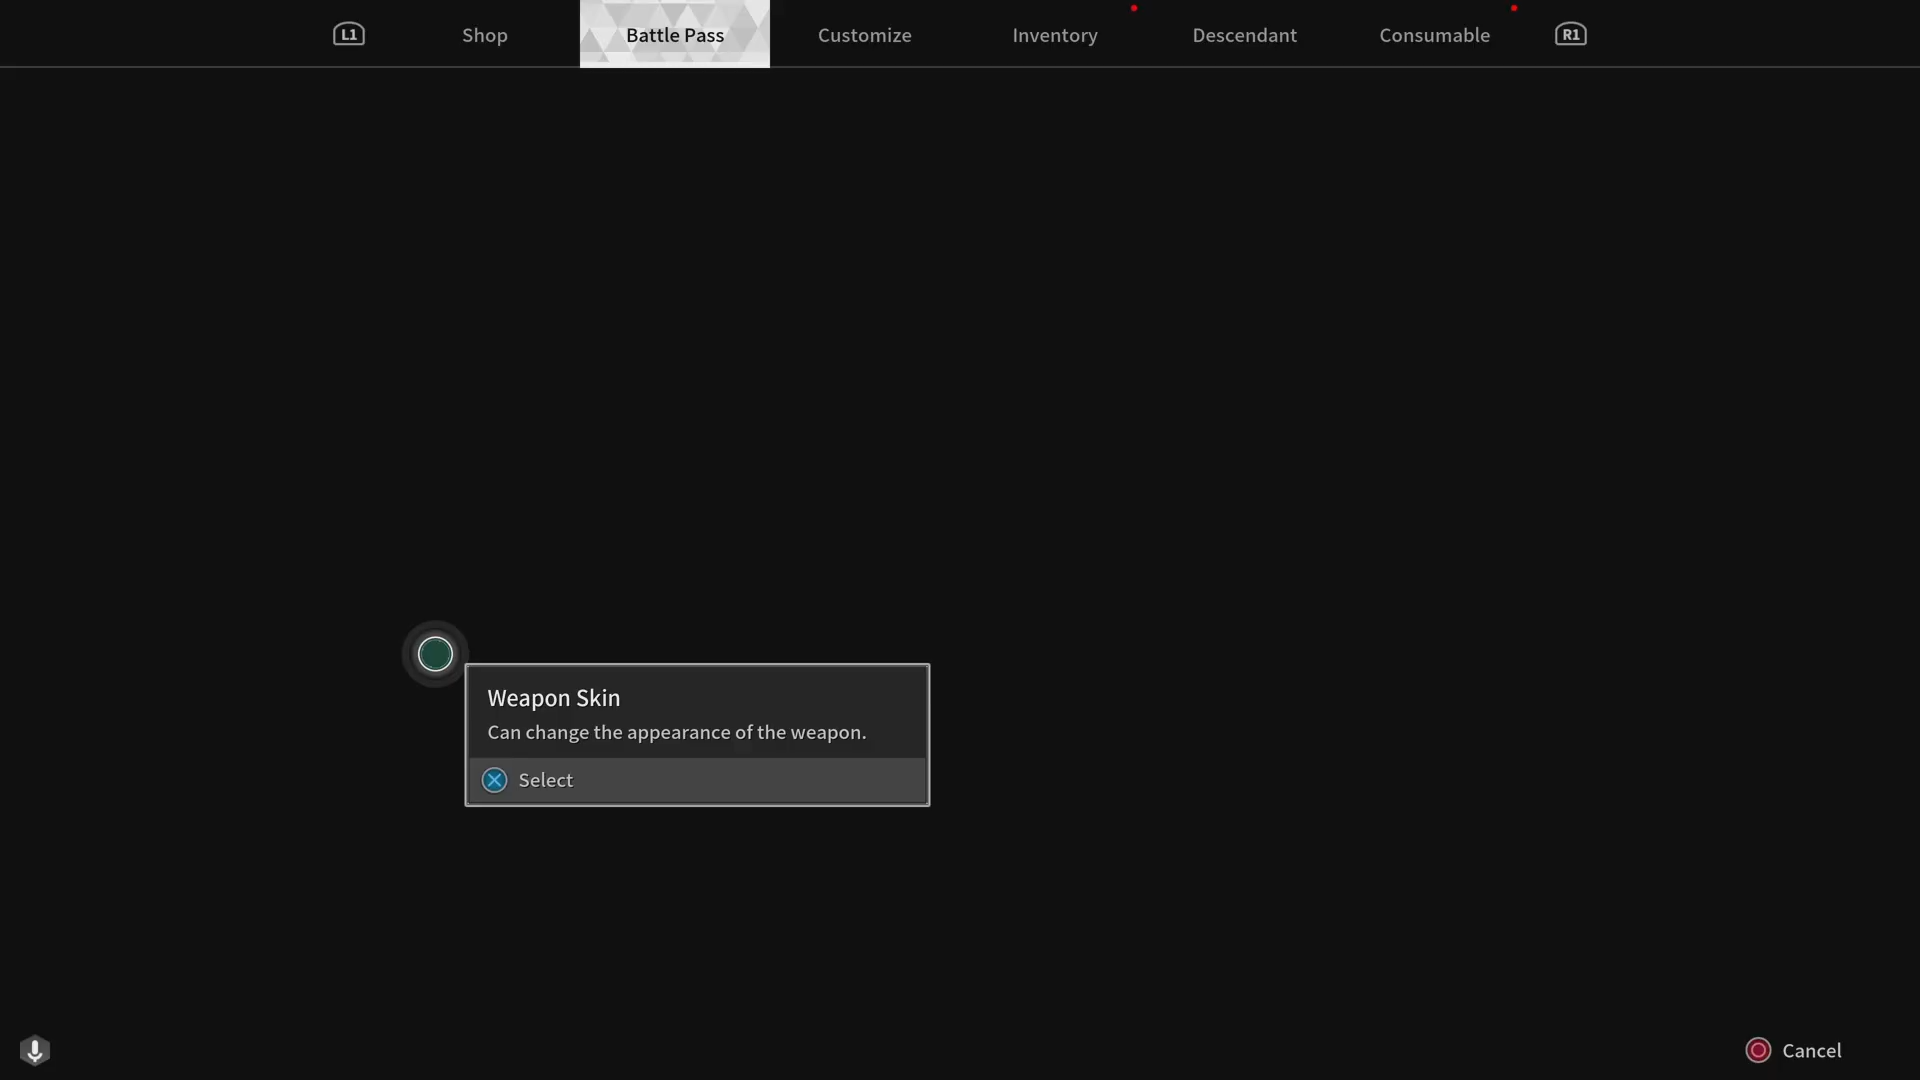 L1
Shop
Battle Pass
Customize
Inventory
Descendant
Consumable
R1
Weapon Skin
Can change the appearance of the weapon.
Select
Cancel